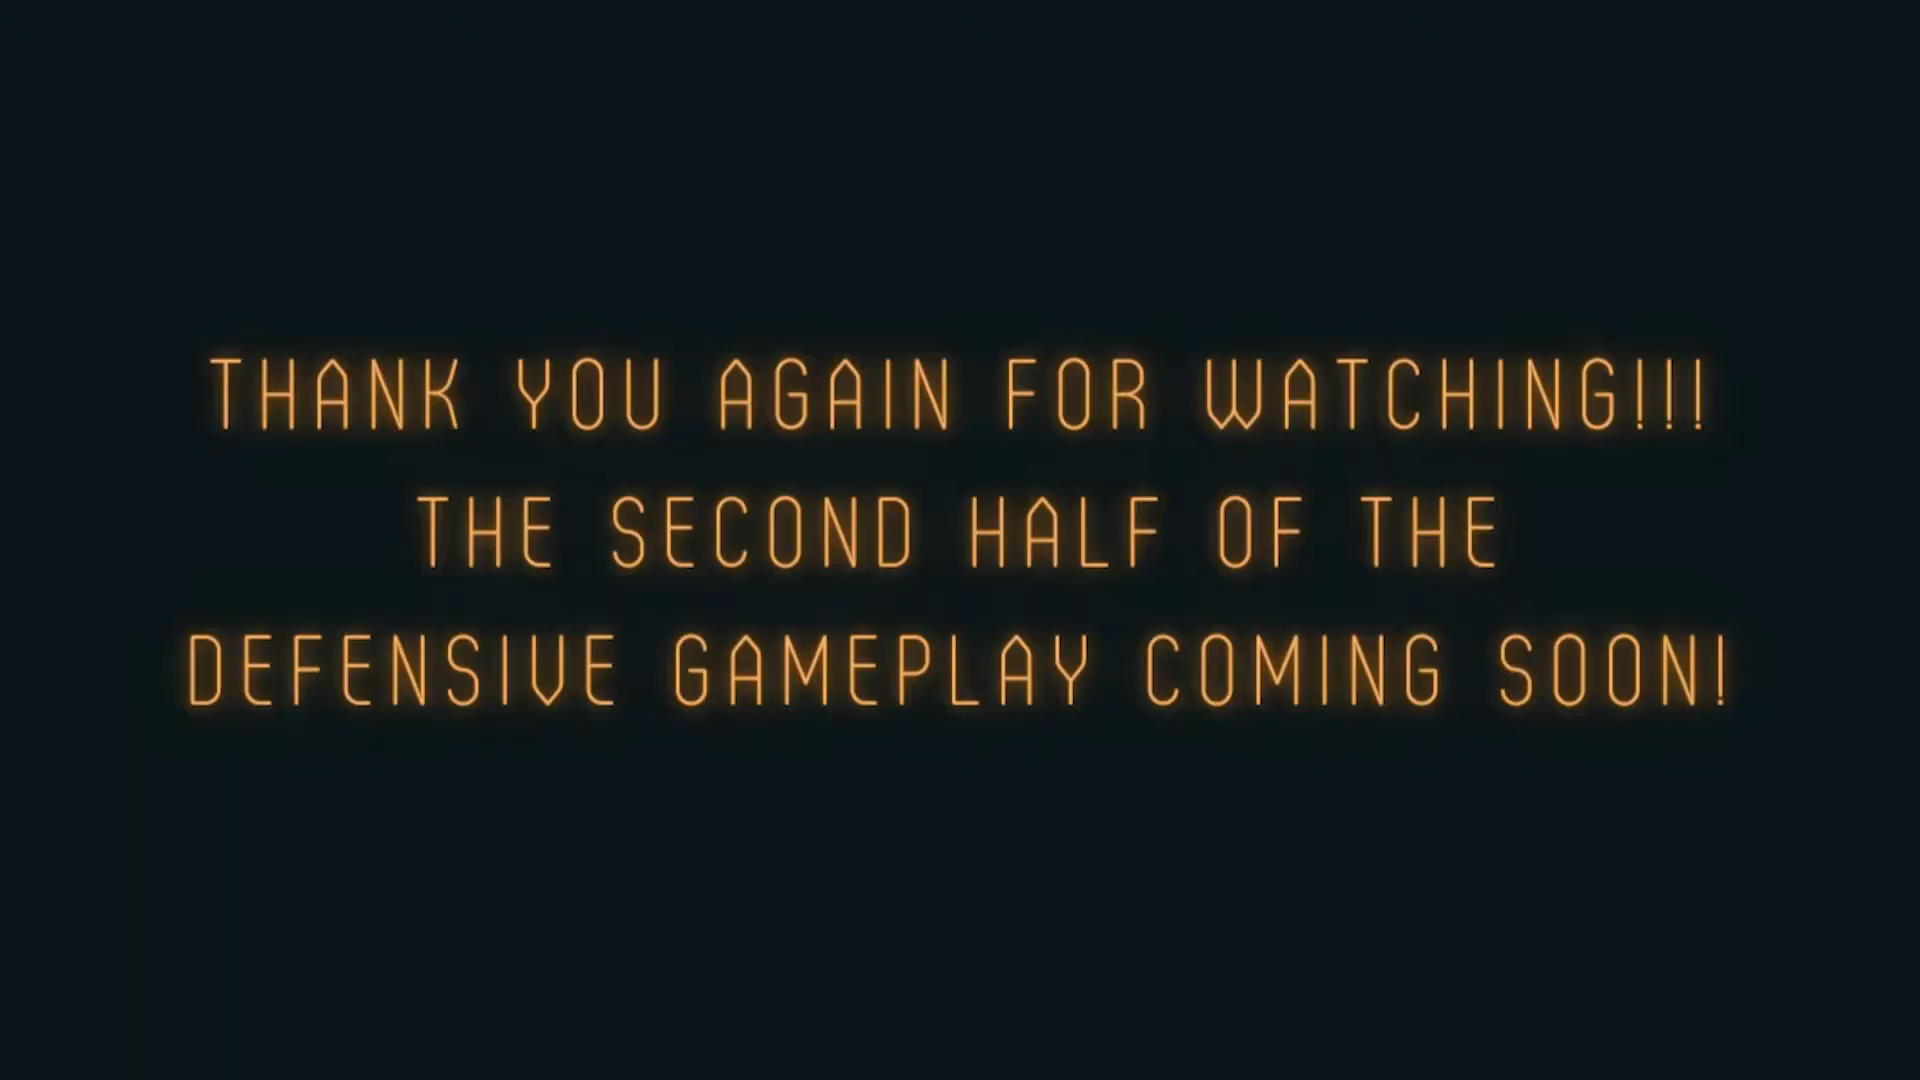 THANK YOU AGAIN FOR WATCHING!!!
THE SECOND HALF OF THE
DEFENSIVE GAMEPLAY COMING SOON!